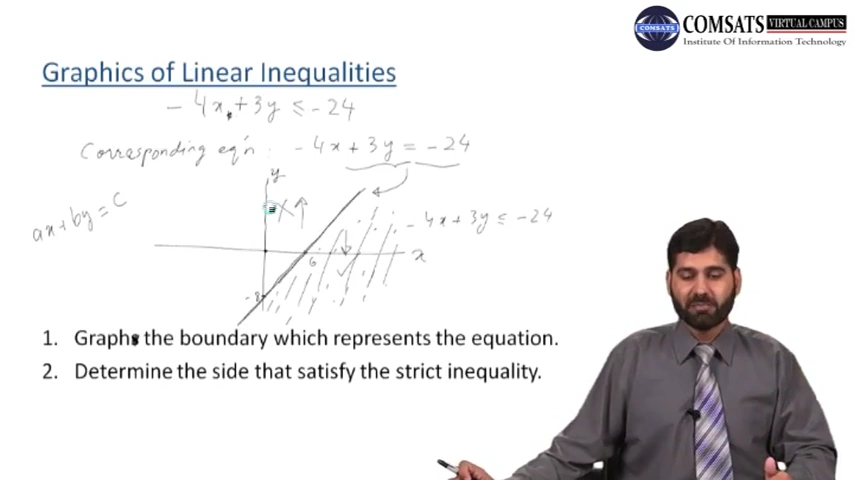 COMSATS VIRTUAL CAMPUS
COMSATS
Institute Of Information Technology
Graphics of Linear Inequalities
- 4x + 3y ≤ - 24
Corresponding eq'n : - 4x + 3y = - 24
y
ax + by = c
- 4x + 3y ≤ - 24
6
x
-8
1. Graphs the boundary which represents the equation.
2. Determine the side that satisfy the strict inequality.